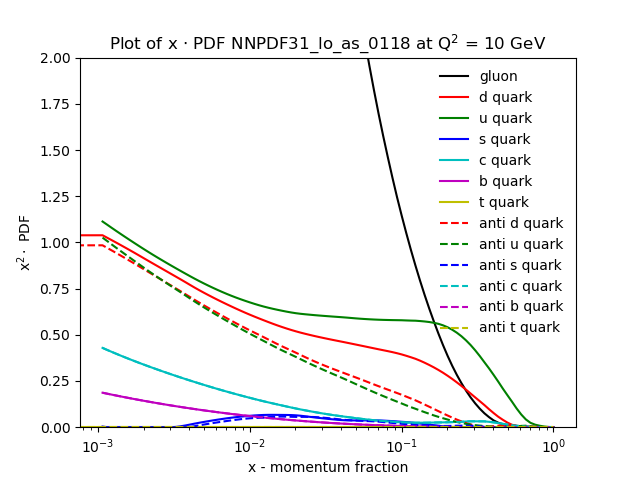 Plot of x · PDF NNPDF31_lo_as_0118 at Q² = 10 GeV
2.00
1.75
1.50
1.25
1.00
0.75
0.50
0.25
0.00
x² · PDF
gluon
d quark
u quark
s quark
c quark
b quark
t quark
anti d quark
anti u quark
anti s quark
anti c quark
anti b quark
anti t quark
10⁻³
10⁻²
10⁻¹
10⁰
x - momentum fraction